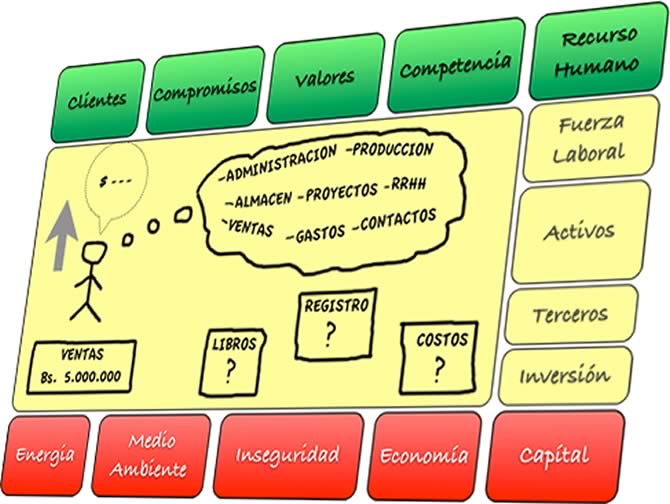 Clientes
Compromisos
Valores
Competencia
Recurso
Humano
Fuerza
Laboral
Activos
Terceros
Inversión
$ ---
-ADMINISTRACION -PRODUCCION
-ALMACEN -PROYECTOS -RRHH
-VENTAS -GASTOS -CONTACTOS
VENTAS
Bs. 5.000.000
LIBROS
?
REGISTRO
?
COSTOS
?
Energia
Medio
Ambiente
Inseguridad
Economía
Capital